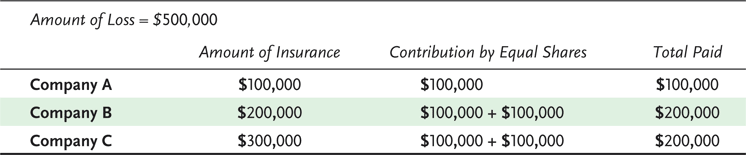 Amount of Loss = $500,000
Amount of Insurance Contribution by Equal Shares Total Paid
Company A $100,000 $100,000 $100,000
Company B $200,000 $100,000 + $100,000 $200,000
Company C $300,000 $100,000 + $100,000 $200,000